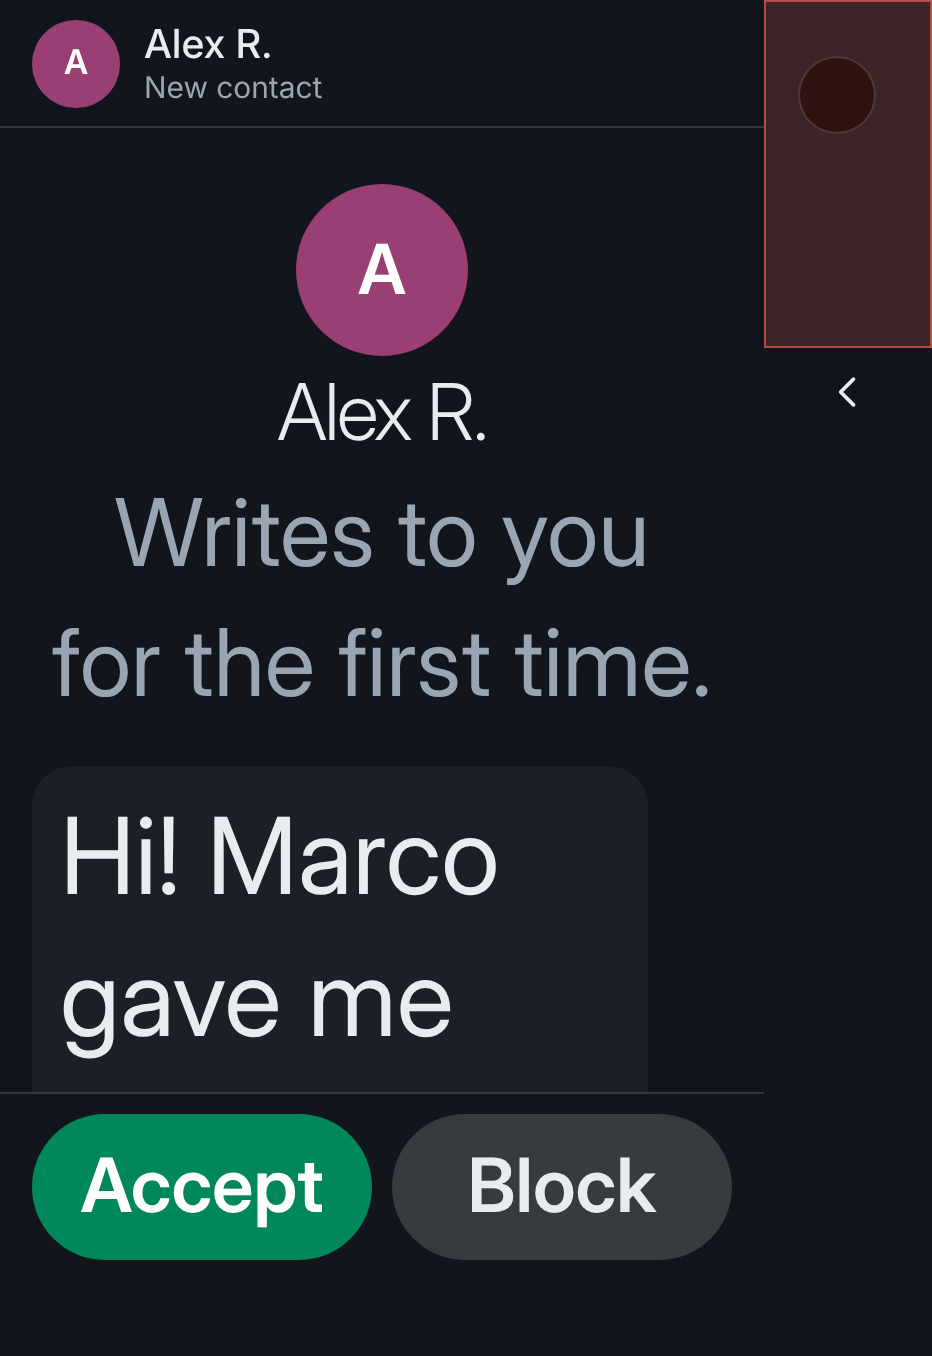 A
Alex R.
New contact
A
Alex R.
Writes to you
for the first time.
Hi! Marco
gave me
Accept
Block